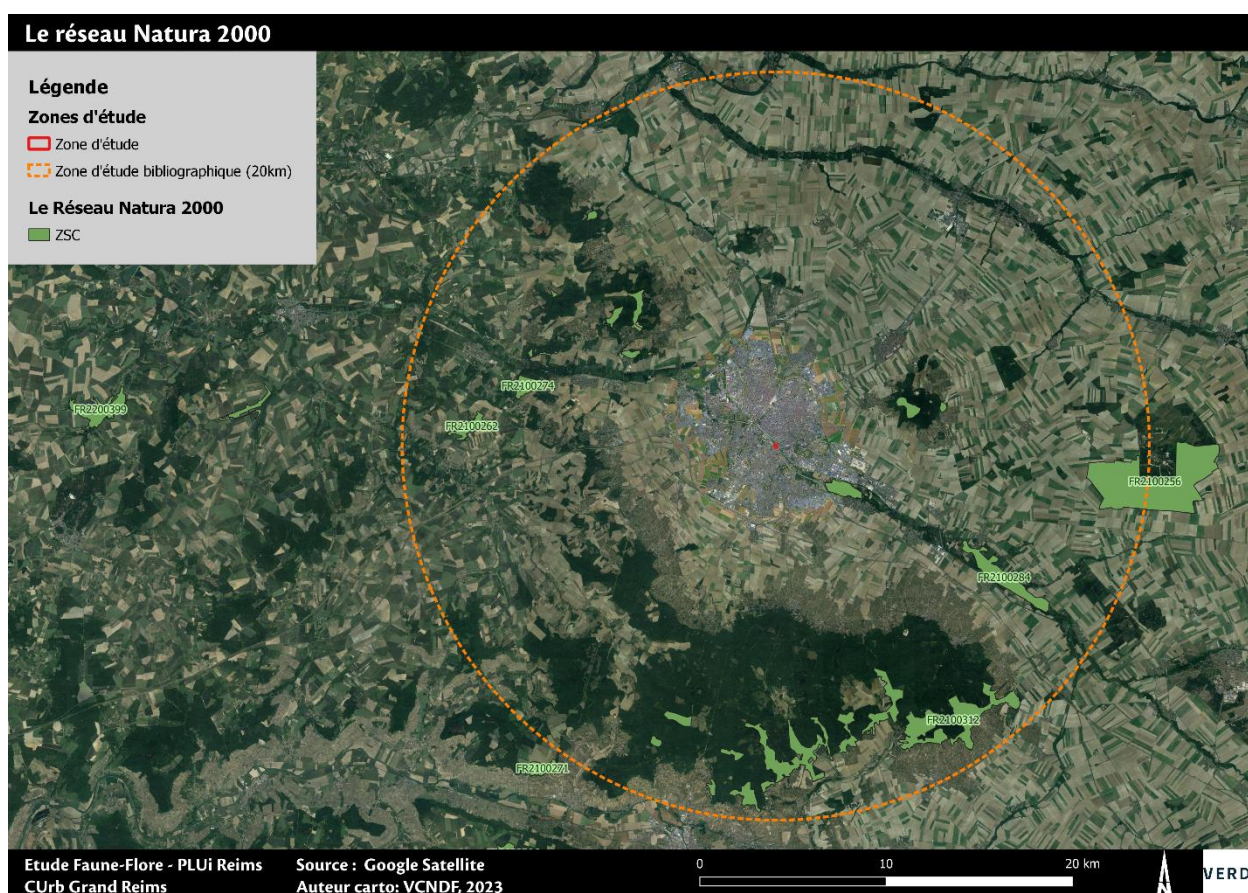 Le réseau Natura 2000
Légende
Zones d'étude
Zone d'étude
Zone d'étude bibliographique (20km)
Le Réseau Natura 2000
ZSC
FR2100274
FR2200399
FR2100262
FR2100256
FR2100284
FR2100312
FR2100271
Etude Faune-Flore - PLUi Reims
CUrb Grand Reims
Source : Google Satellite
Auteur carto: VCNDF, 2023
0 10 20 km
N
VERD